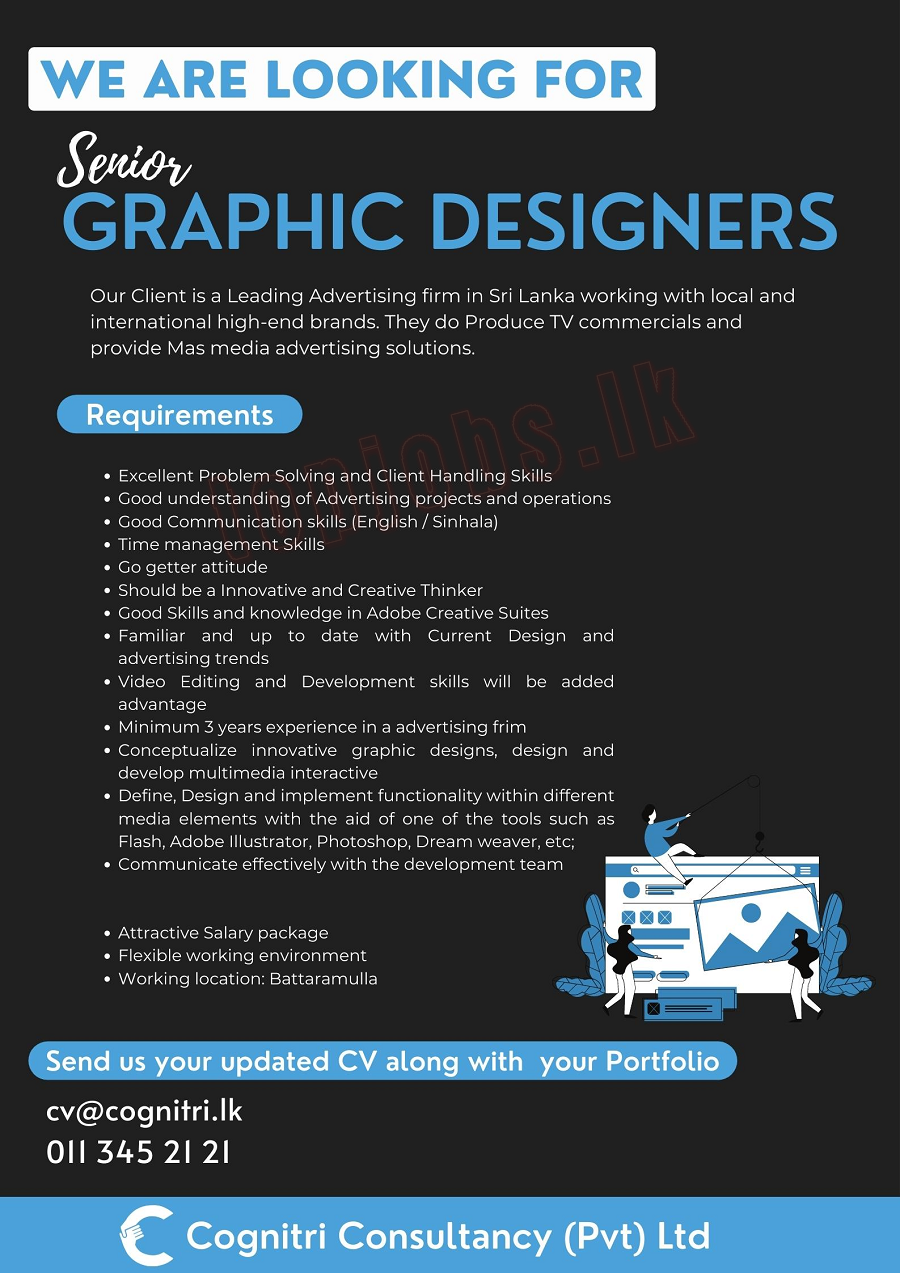 WE ARE LOOKING FOR
Senior
GRAPHIC DESIGNERS
Our Client is a Leading Advertising firm in Sri Lanka working with local and
international high-end brands. They do Produce TV commercials and
provide Mas media advertising solutions.
topjobs.lk
Requirements
• Excellent Problem Solving and Client Handling Skills
• Good understanding of Advertising projects and operations
• Good Communication skills (English / Sinhala)
• Time management Skills
• Go getter attitude
• Should be a Innovative and Creative Thinker
• Good Skills and knowledge in Adobe Creative Suites
• Familiar and up to date with Current Design and
advertising trends
• Video Editing and Development skills will be added
advantage
• Minimum 3 years experience in a advertising frim
• Conceptualize innovative graphic designs, design and
develop multimedia interactive
• Define, Design and implement functionality within different
media elements with the aid of one of the tools such as
Flash, Adobe Illustrator, Photoshop, Dream weaver, etc;
• Communicate effectively with the development team
• Attractive Salary package
• Flexible working environment
• Working location: Battaramulla
Send us your updated CV along with your Portfolio
cv@cognitri.lk
011 345 21 21
Cognitri Consultancy (Pvt) Ltd